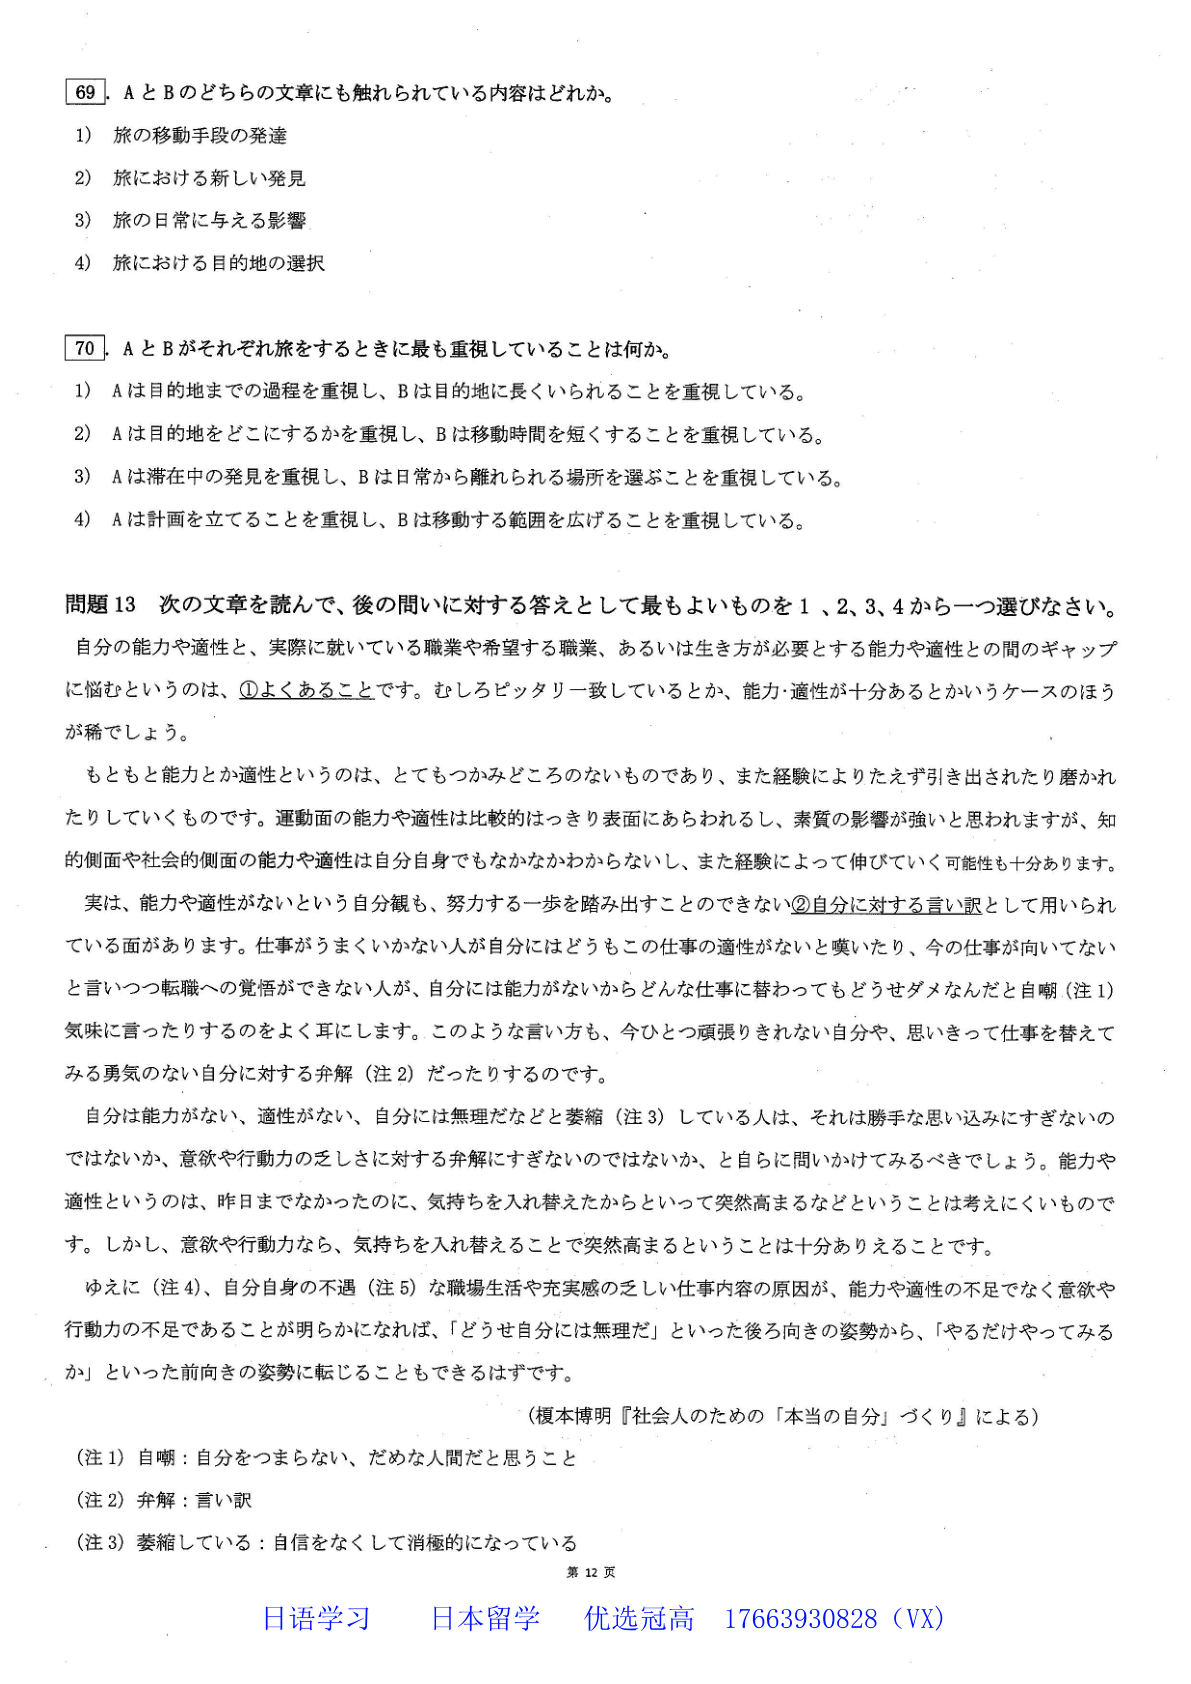 69. AとBのどちらの文章にも触れられている内容はどれか。
1) 旅の移動手段の発達
2) 旅における新しい発見
3) 旅の日常に与える影響
4) 旅における目的地の選択
70. AとBがそれぞれ旅をするときに最も重視していることは何か。
1) Aは目的地までの過程を重視し、Bは目的地に長くいられることを重視している。
2) Aは目的地をどこにするかを重視し、Bは移動時間を短くすることを重視している。
3) Aは滞在中の発見を重視し、Bは日常から離れられる場所を選ぶことを重視している。
4) Aは計画を立てることを重視し、Bは移動する範囲を広げることを重視している。
問題13 次の文章を読んで、後の問いに対する答えとして最もよいものを1、2、3、4から一つ選びなさい。
自分の能力や適性と、実際に就いている職業や希望する職業、あるいは生き方が必要とする能力や適性との間のギャップ
に悩むというのは、①よくあることです。むしろピッタリ一致しているとか、能力・適性が十分あるとかいうケースのほう
が稀でしょう。
もともと能力とか適性というのは、とてもつかみどころのないものであり、また経験によりたえず引き出されたり磨かれ
たりしていくものです。運動面の能力や適性は比較的はっきり表面にあらわれるし、素質の影響が強いと思われますが、知
的側面や社会的側面の能力や適性は自分自身でもなかなかわからないし、また経験によって伸びていく可能性も十分あります。
実は、能力や適性がないという自分観も、努力する一歩を踏み出すことのできない②自分に対する言い訳として用いられ
ている面があります。仕事がうまくいかない人が自分にはどうもこの仕事の適性がないと嘆いたり、今の仕事が向いてない
と言いつつ転職への覚悟ができない人が、自分には能力がないからどんな仕事に替わってもどうせダメなんだと自嘲（注1）
気味に言ったりするのをよく耳にします。このような言い方も、今ひとつ頑張りきれない自分や、思いきって仕事を替えて
みる勇気のない自分に対する弁解（注2）だったりするのです。
自分は能力がない、適性がない、自分には無理だなどと萎縮（注3）している人は、それは勝手な思い込みにすぎないの
ではないか、意欲や行動力の乏しさに対する弁解にすぎないのではないか、と自らに問いかけてみるべきでしょう。能力や
適性というのは、昨日までなかったのに、気持ちを入れ替えたからといって突然高まるなどということは考えにくいもので
す。しかし、意欲や行動力なら、気持ちを入れ替えることで突然高まるということは十分ありえることです。
ゆえに（注4）、自分自身の不遇（注5）な職場生活や充実感の乏しい仕事内容の原因が、能力や適性の不足でなく意欲や
行動力の不足であることが明らかになれば、「どうせ自分には無理だ」といった後ろ向きの姿勢から、「やるだけやってみる
か」といった前向きの姿勢に転じることもできるはずです。
（榎本博明『社会人のための「本当の自分」づくり』による）
（注1）自嘲：自分をつまらない、だめな人間だと思うこと
（注2）弁解：言い訳
（注3）萎縮している：自信をなくして消極的になっている
第 12 页
日语学习 日本留学 优选冠高 17663930828（VX）